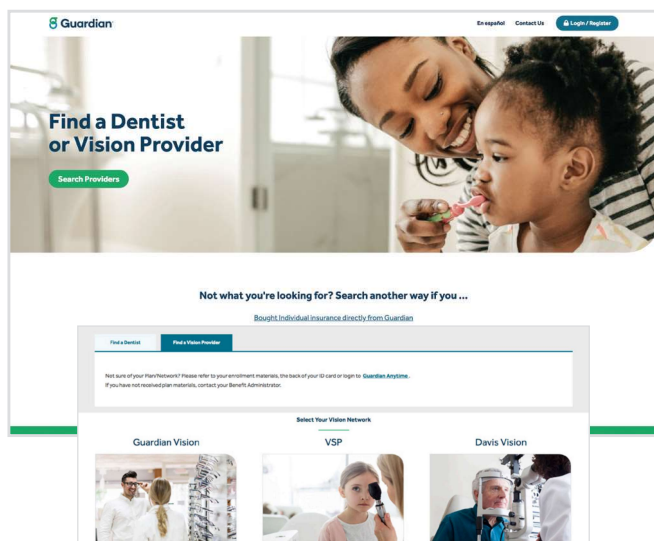 Guardian
En español Contact Us Login / Register
Find a Dentist
or Vision Provider
Search Providers
Not what you're looking for? Search another way if you ...
Bought Individual insurance directly from Guardian
Find a Dentist Find a Vision Provider
Not sure of your Plan/Network? Please refer to your enrollment materials, the back of your ID card or login to Guardian Anytime.
If you have not received plan materials, contact your Benefit Administrator.
Select Your Vision Network
Guardian Vision VSP Davis Vision